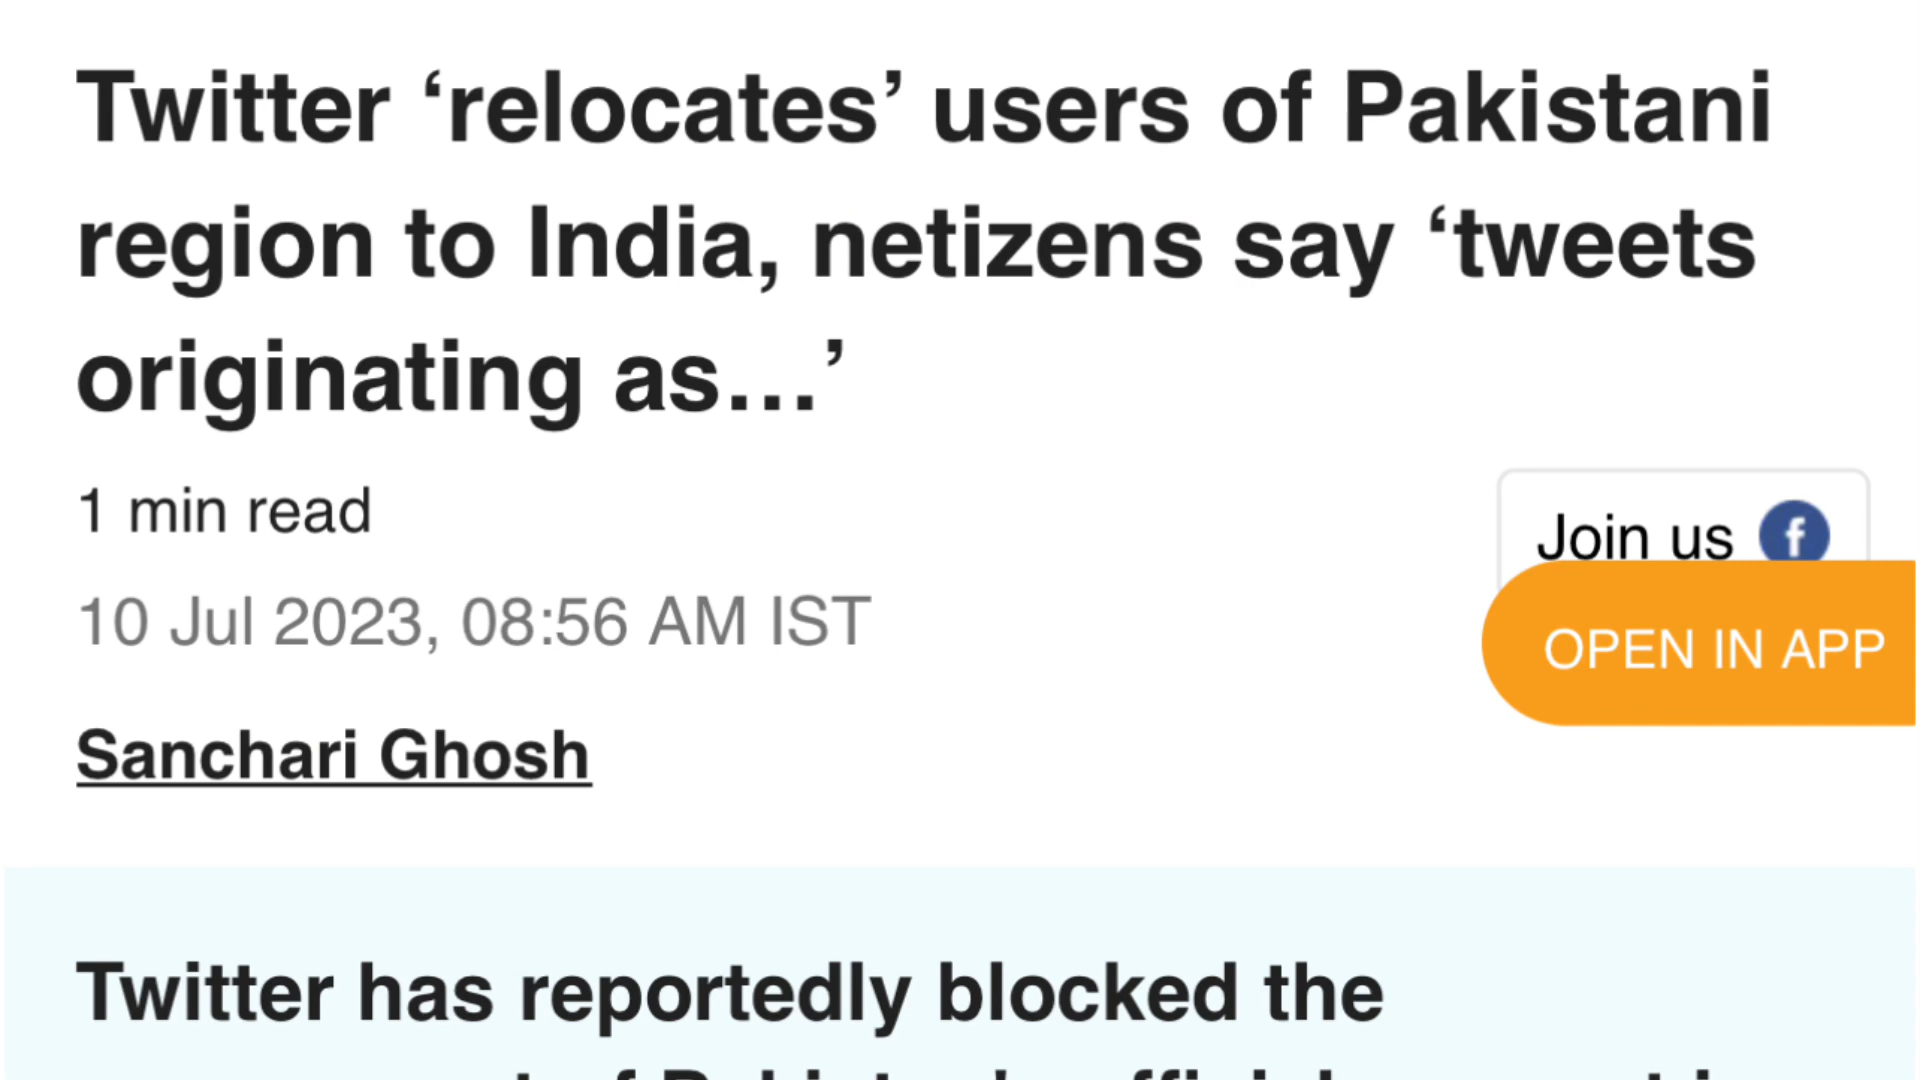 Twitter ‘relocates’ users of Pakistani
region to India, netizens say ‘tweets
originating as...’
1 min read
Join us
10 Jul 2023, 08:56 AM IST
OPEN IN APP
Sanchari Ghosh
Twitter has reportedly blocked the